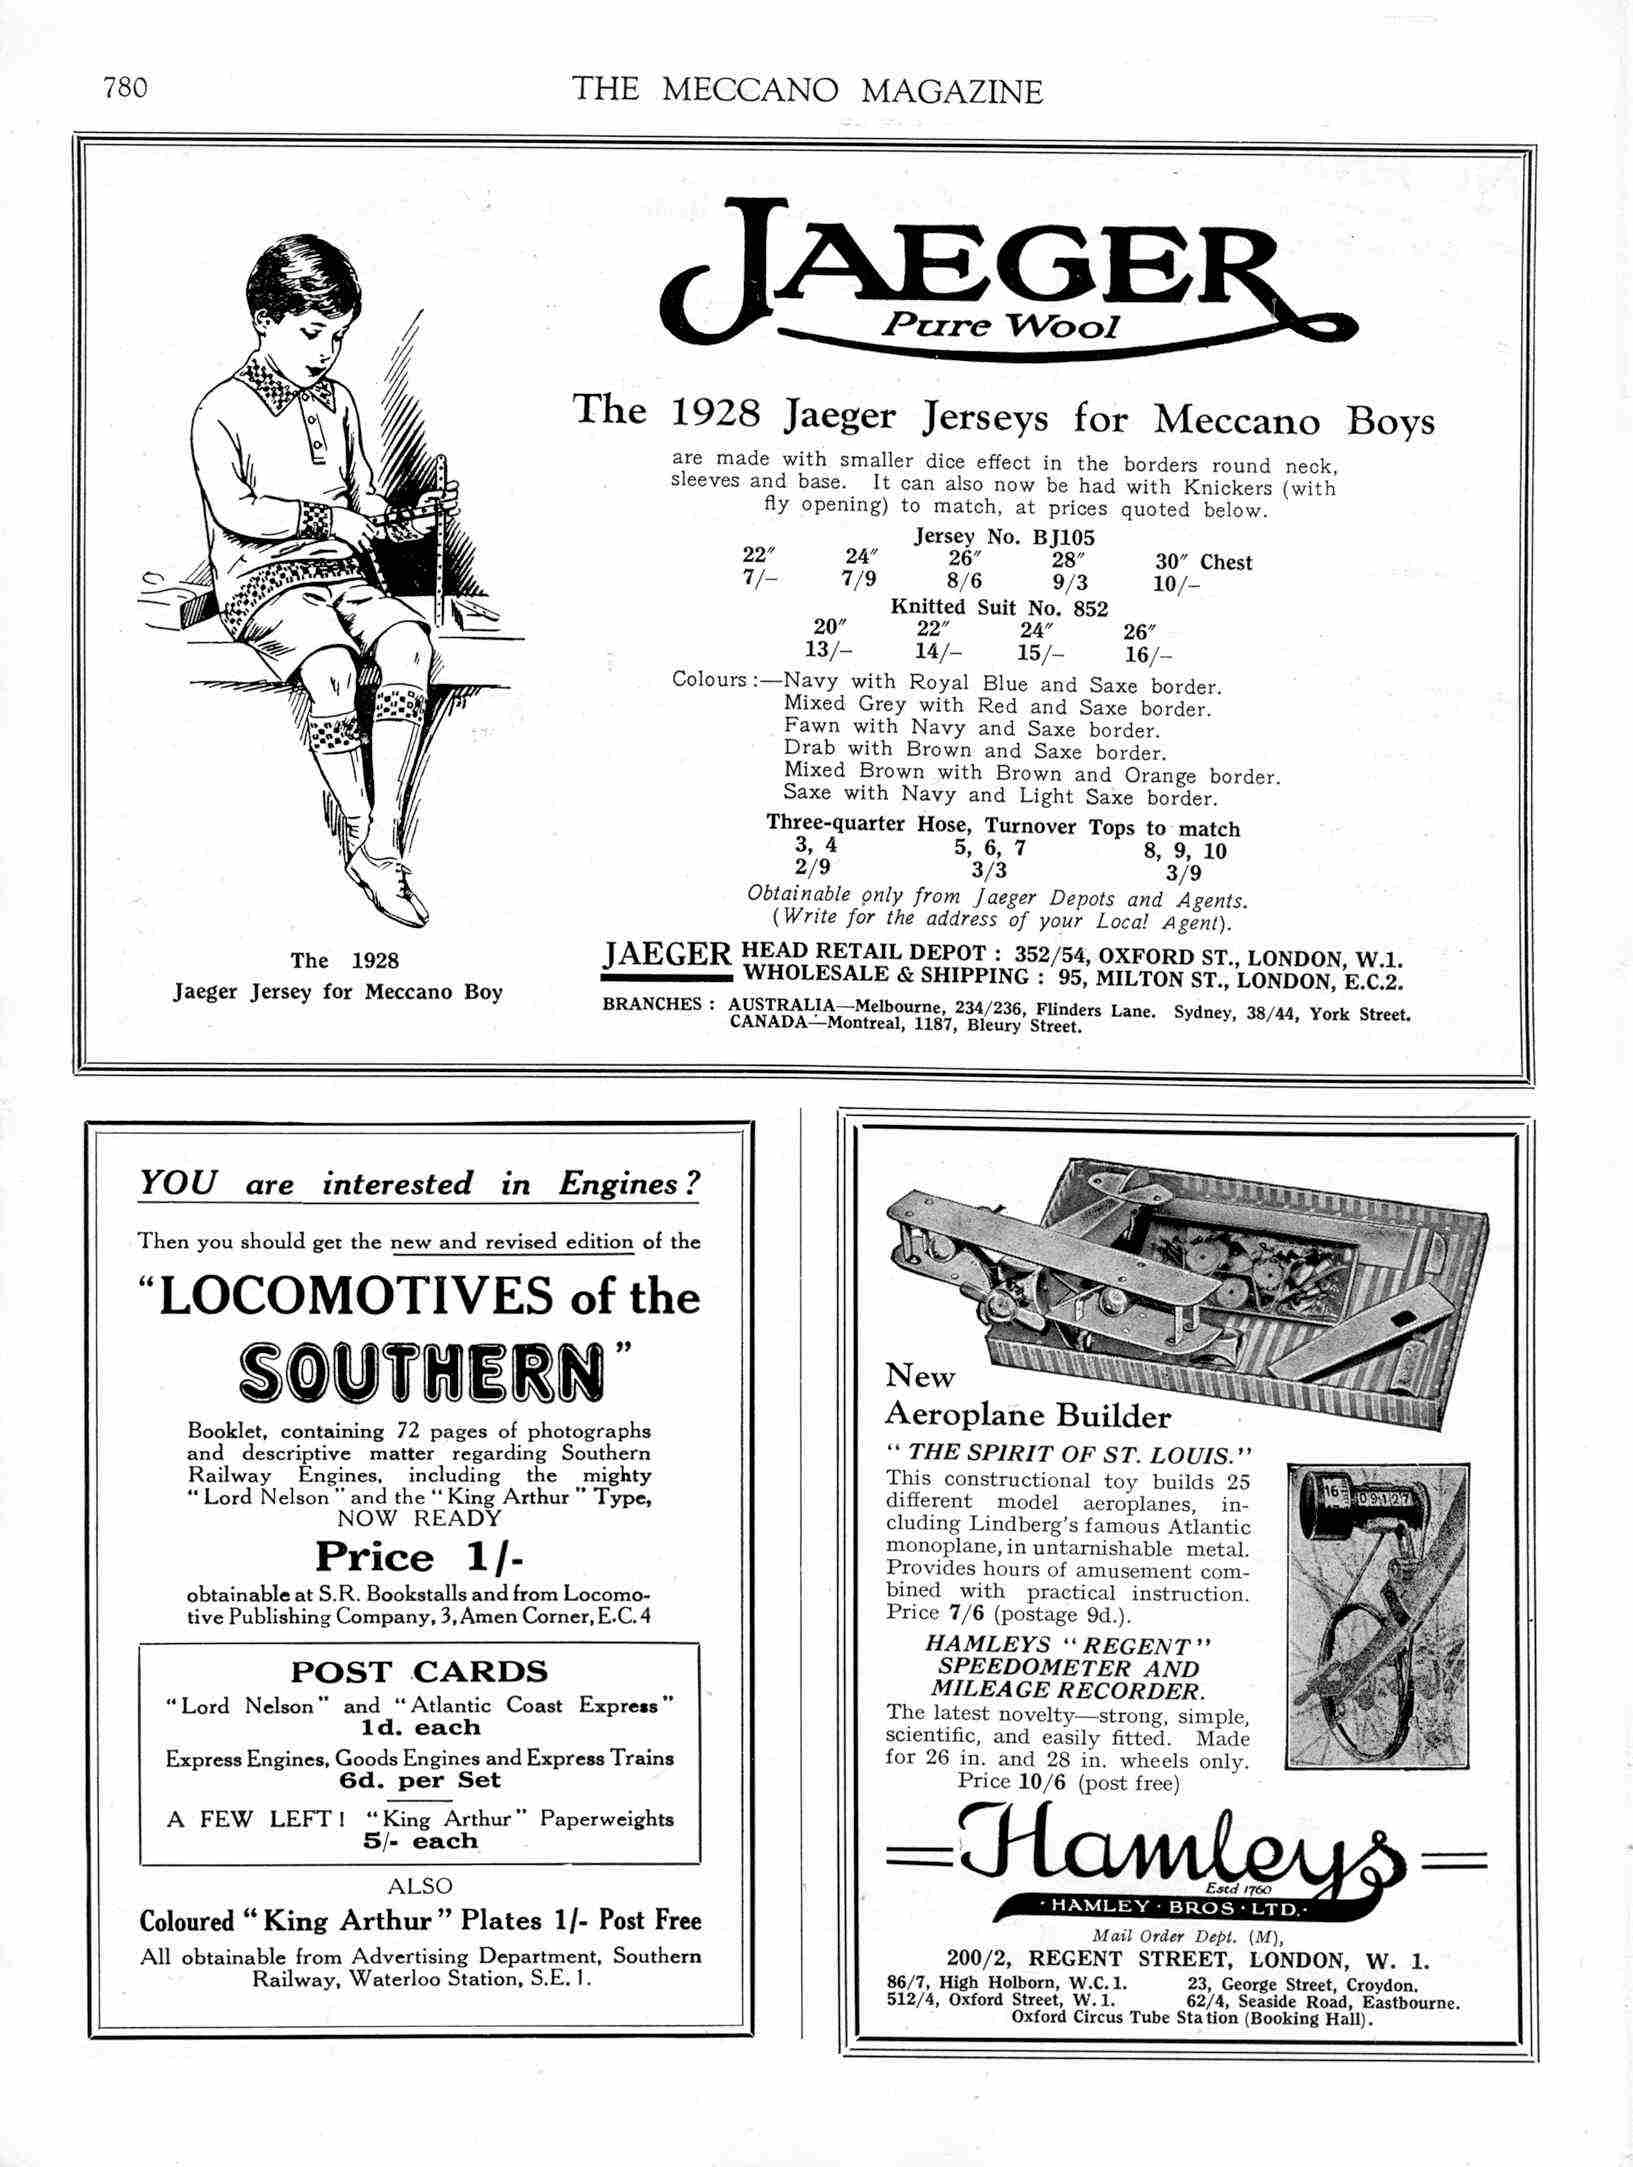 780
THE MECCANO MAGAZINE
JAEGER
Pure Wool
The 1928 Jaeger Jerseys for Meccano Boys
are made with smaller dice effect in the borders round neck,
sleeves and base. It can also now be had with Knickers (with
fly opening) to match, at prices quoted below.
Jersey No. BJ105
22″ 24″ 26″ 28″ 30″ Chest
7/– 7/9 8/6 9/3 10/–
Knitted Suit No. 852
20″ 22″ 24″ 26″
13/– 14/– 15/– 16/–
Colours :—Navy with Royal Blue and Saxe border.
Mixed Grey with Red and Saxe border.
Fawn with Navy and Saxe border.
Drab with Brown and Saxe border.
Mixed Brown with Brown and Orange border.
Saxe with Navy and Light Saxe border.
Three-quarter Hose, Turnover Tops to match
3, 4 5, 6, 7 8, 9, 10
2/9 3/3 3/9
Obtainable only from Jaeger Depots and Agents.
(Write for the address of your Local Agent).
JAEGER HEAD RETAIL DEPOT : 352/54, OXFORD ST., LONDON, W.1.
WHOLESALE & SHIPPING : 95, MILTON ST., LONDON, E.C.2.
BRANCHES : AUSTRALIA—Melbourne, 234/236, Flinders Lane. Sydney, 38/44, York Street.
CANADA—Montreal, 1187, Bleury Street.
The 1928
Jaeger Jersey for Meccano Boy
YOU are interested in Engines?
Then you should get the new and revised edition of the
"LOCOMOTIVES of the
SOUTHERN"
Booklet, containing 72 pages of photographs
and descriptive matter regarding Southern
Railway Engines, including the mighty
"Lord Nelson" and the "King Arthur" Type,
NOW READY
Price 1/-
obtainable at S.R. Bookstalls and from Locomo-
tive Publishing Company, 3, Amen Corner, E.C.4
POST CARDS
"Lord Nelson" and "Atlantic Coast Express"
1d. each
Express Engines, Goods Engines and Express Trains
6d. per Set
A FEW LEFT! "King Arthur" Paperweights
5/- each
ALSO
Coloured "King Arthur" Plates 1/- Post Free
All obtainable from Advertising Department, Southern
Railway, Waterloo Station, S.E.1.
New
Aeroplane Builder
"THE SPIRIT OF ST. LOUIS."
This constructional toy builds 25
different model aeroplanes, in-
cluding Lindberg's famous Atlantic
monoplane, in untarnishable metal.
Provides hours of amusement com-
bined with practical instruction.
Price 7/6 (postage 9d.).
16 09127
HAMLEYS "REGENT"
SPEEDOMETER AND
MILEAGE RECORDER.
The latest novelty—strong, simple,
scientific, and easily fitted. Made
for 26 in. and 28 in. wheels only.
Price 10/6 (post free)
Hamleys
Estd 1760
· HAMLEY · BROS · LTD. ·
Mail Order Dept. (M),
200/2, REGENT STREET, LONDON, W. 1.
86/7, High Holborn, W.C.1. 23, George Street, Croydon.
512/4, Oxford Street, W.1. 62/4, Seaside Road, Eastbourne.
Oxford Circus Tube Station (Booking Hall).